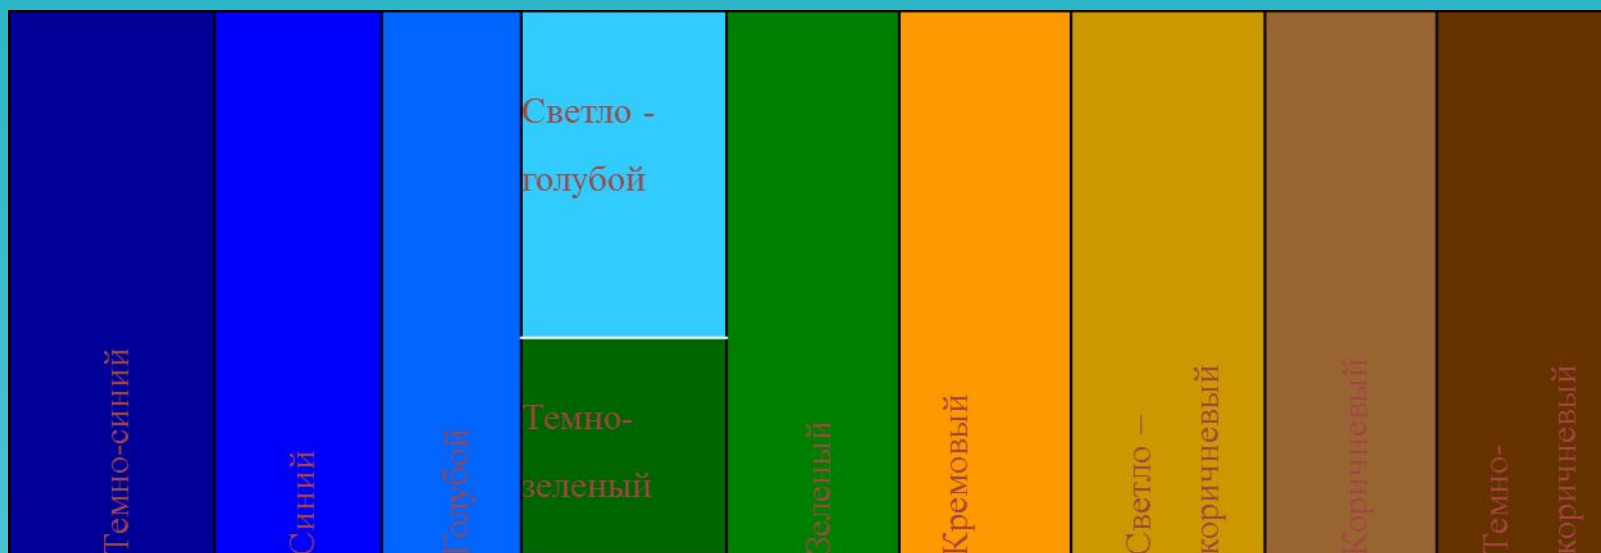 Темно-синий
Синий
Голубой
Светло -
голубой
Темно-
зеленый
Зеленый
Кремовый
Светло –
коричневый
Коричневый
Темно-
коричневый